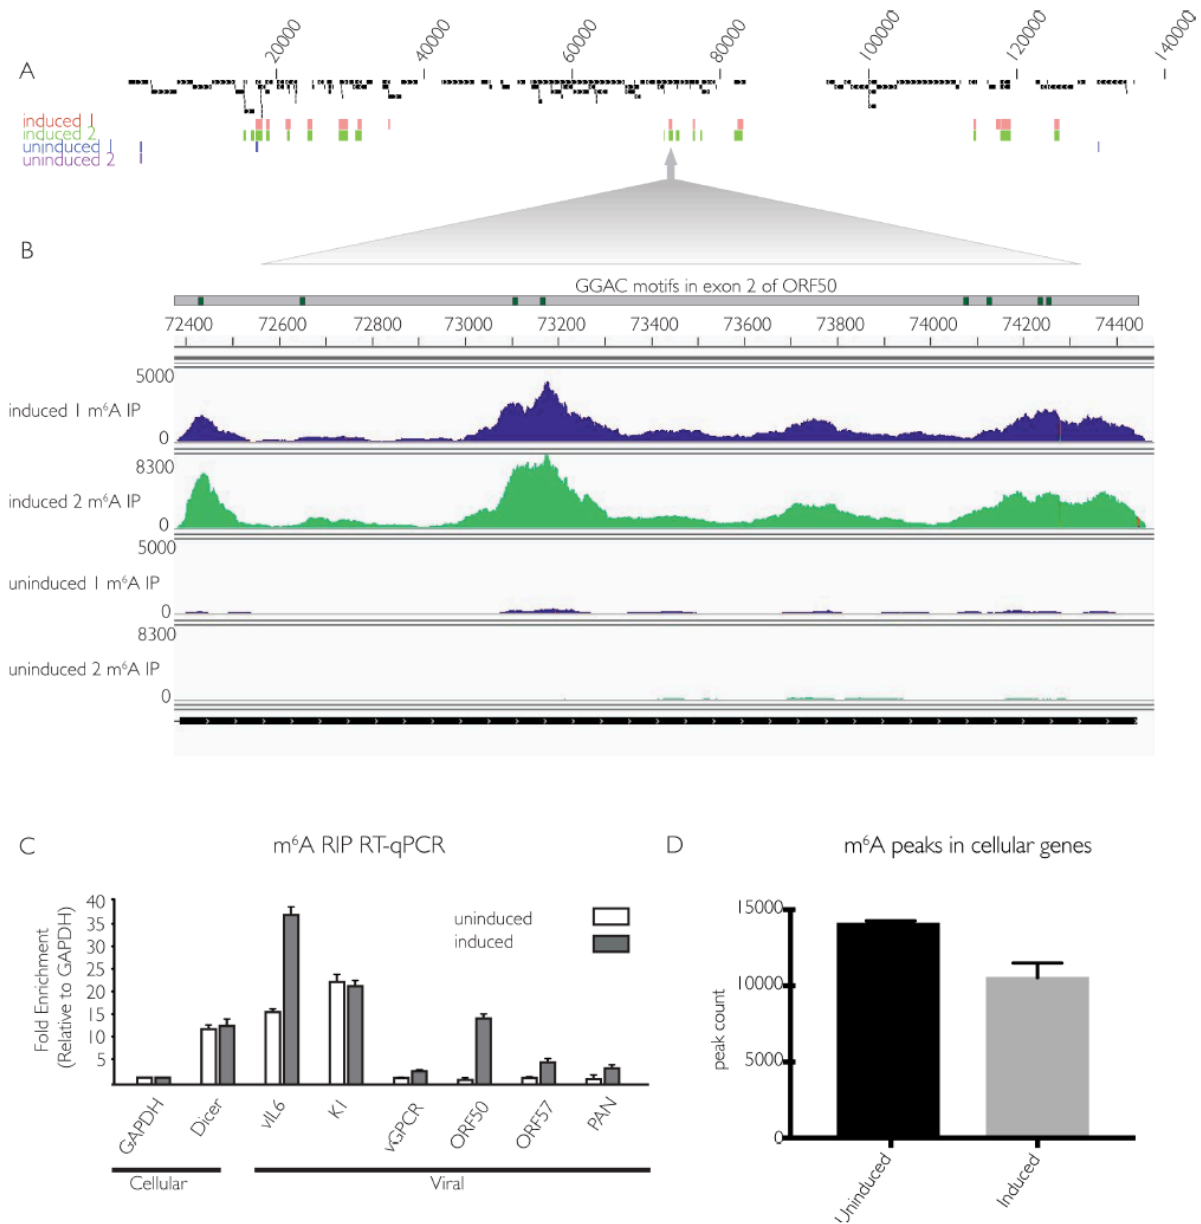 20000 40000 60000 80000 100000 120000 140000
A
induced 1
induced 2
uninduced 1
uninduced 2
B
GGAC motifs in exon 2 of ORF50
72400 72600 72800 73000 73200 73400 73600 73800 74000 74200 74400
5000
induced 1 m⁶A IP
0
8300
induced 2 m⁶A IP
0
5000
uninduced 1 m⁶A IP
0
8300
uninduced 2 m⁶A IP
0
C
m⁶A RIP RT-qPCR
Fold Enrichment
(Relative to GAPDH)
40
35
30
25
20
15
10
5
uninduced
induced
GAPDH Dicer vIL6 K1 vGPCR ORF50 ORF57 PAN
Cellular Viral
D
m⁶A peaks in cellular genes
peak count
15000
10000
5000
0
Uninduced Induced